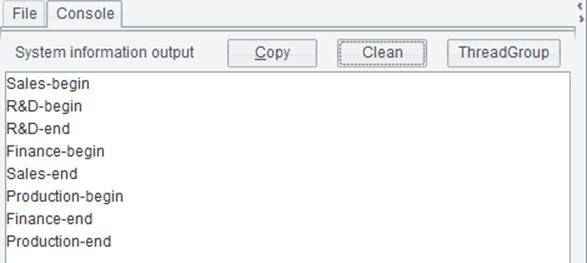 File Console
System information output Copy Clean ThreadGroup
Sales-begin
R&D-begin
R&D-end
Finance-begin
Sales-end
Production-begin
Finance-end
Production-end